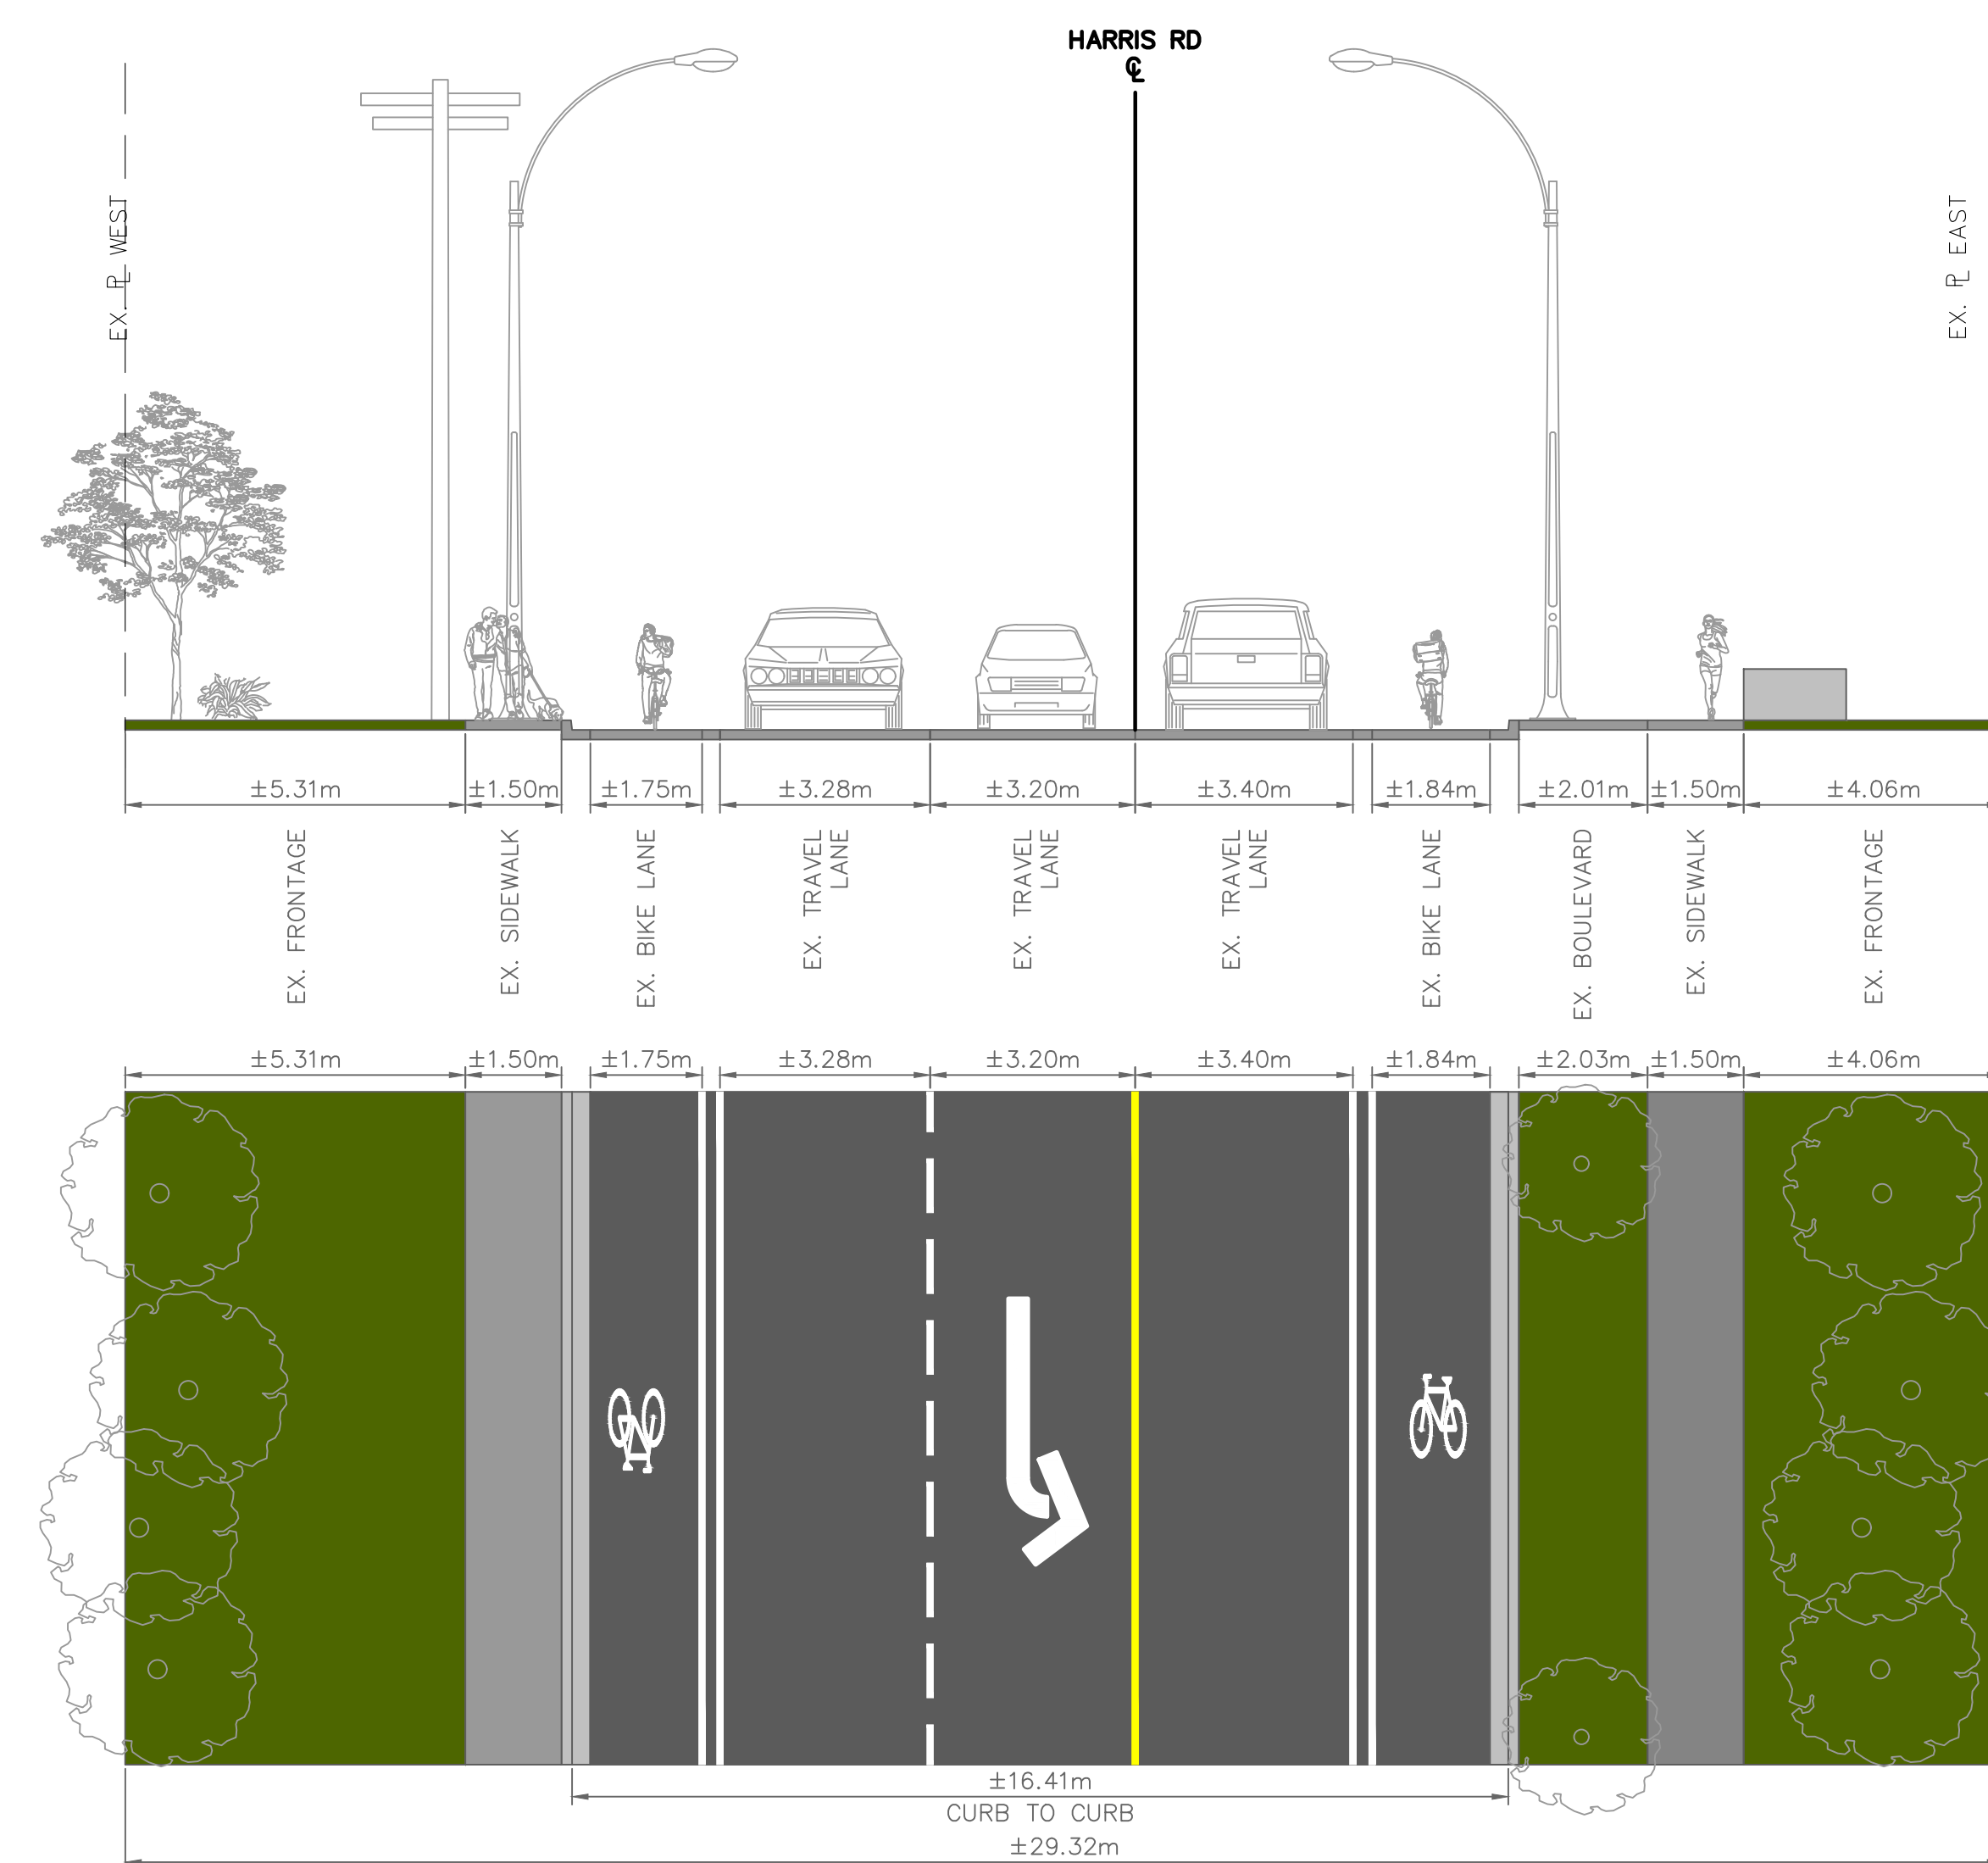 HARRIS RD
℄
EX. ⅊ WEST
EX. ⅊ EAST
±5.31m
±1.50m
±1.75m
±3.28m
±3.20m
±3.40m
±1.84m
±2.01m
±1.50m
±4.06m
EX. FRONTAGE
EX. SIDEWALK
EX. BIKE LANE
EX. TRAVEL
LANE
EX. TRAVEL
LANE
EX. TRAVEL
LANE
EX. BIKE LANE
EX. BOULEVARD
EX. SIDEWALK
EX. FRONTAGE
±5.31m
±1.50m
±1.75m
±3.28m
±3.20m
±3.40m
±1.84m
±2.03m
±1.50m
±4.06m
±16.41m
CURB TO CURB
±29.32m